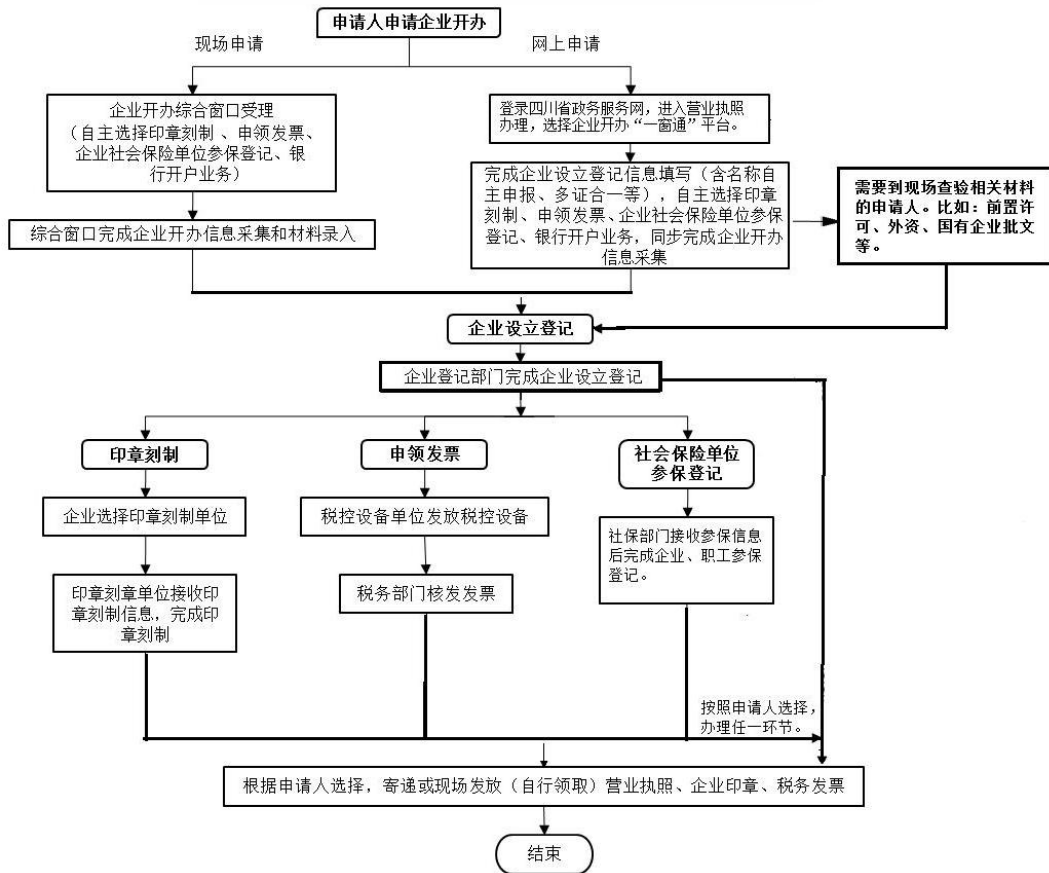 申请人申请企业开办
现场申请
网上申请
企业开办综合窗口受理
（自主选择印章刻制 、申领发票、
企业社会保险单位参保登记、银
行开户业务）
登录四川省政务服务网，进入营业执照
办理，选择企业开办“一窗通”平台。
综合窗口完成企业开办信息采集和材料录入
完成企业设立登记信息填写（含名称自
主申报、多证合一等），自主选择印章
刻制、申领发票、企业社会保险单位参保
登记、银行开户业务，同步完成企业开办
信息采集
需要到现场查验相关材料
的申请人。比如：前置许
可、外资、国有企业批文
等。
企业设立登记
企业登记部门完成企业设立登记
印章刻制
申领发票
社会保险单位
参保登记
企业选择印章刻制单位
税控设备单位发放税控设备
社保部门接收参保信息
后完成企业、职工参保
登记。
印章刻章单位接收印
章刻制信息，完成印
章刻制
税务部门核发发票
按照申请人选择，
办理任一环节。
根据申请人选择，寄递或现场发放（自行领取）营业执照、企业印章、税务发票
结束